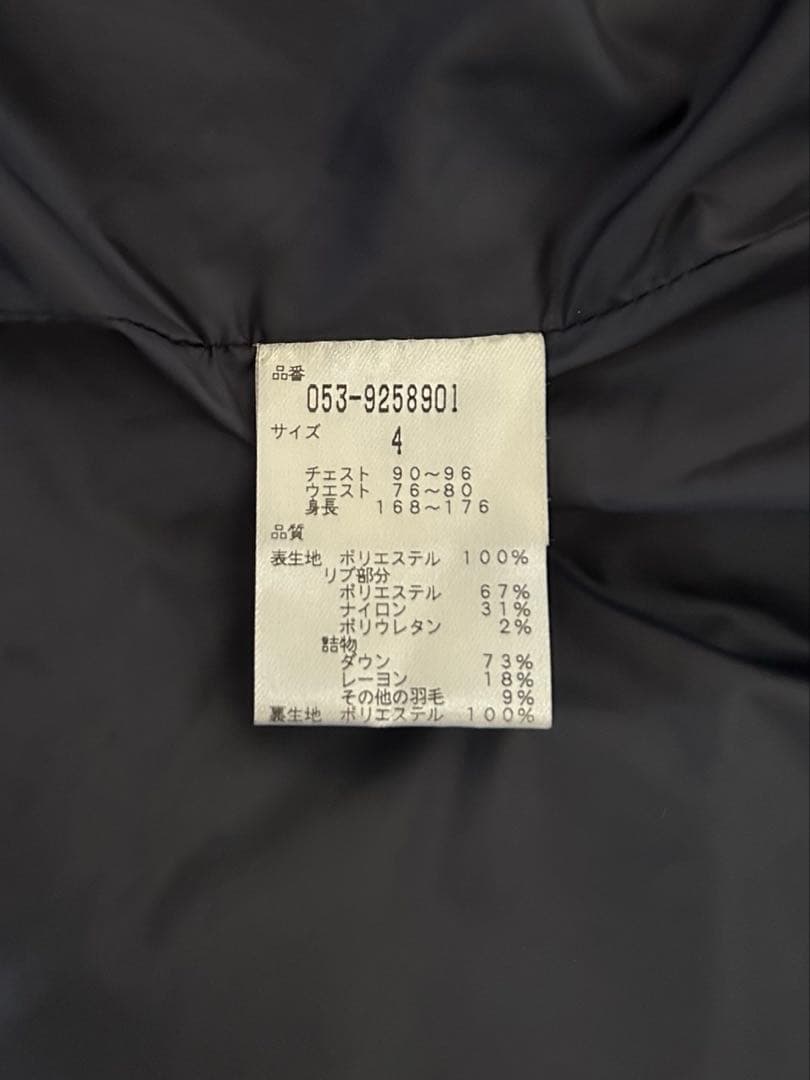 品番
053-9258901
サイズ 4
チェスト 90～96
ウエスト 76～80
身長 168～176
品質
表生地 ポリエステル 100%
リブ部分
ポリエステル 67%
ナイロン 31%
ポリウレタン 2%
詰物
ダウン 73%
レーヨン 18%
その他の羽毛 9%
裏生地 ポリエステル 100%